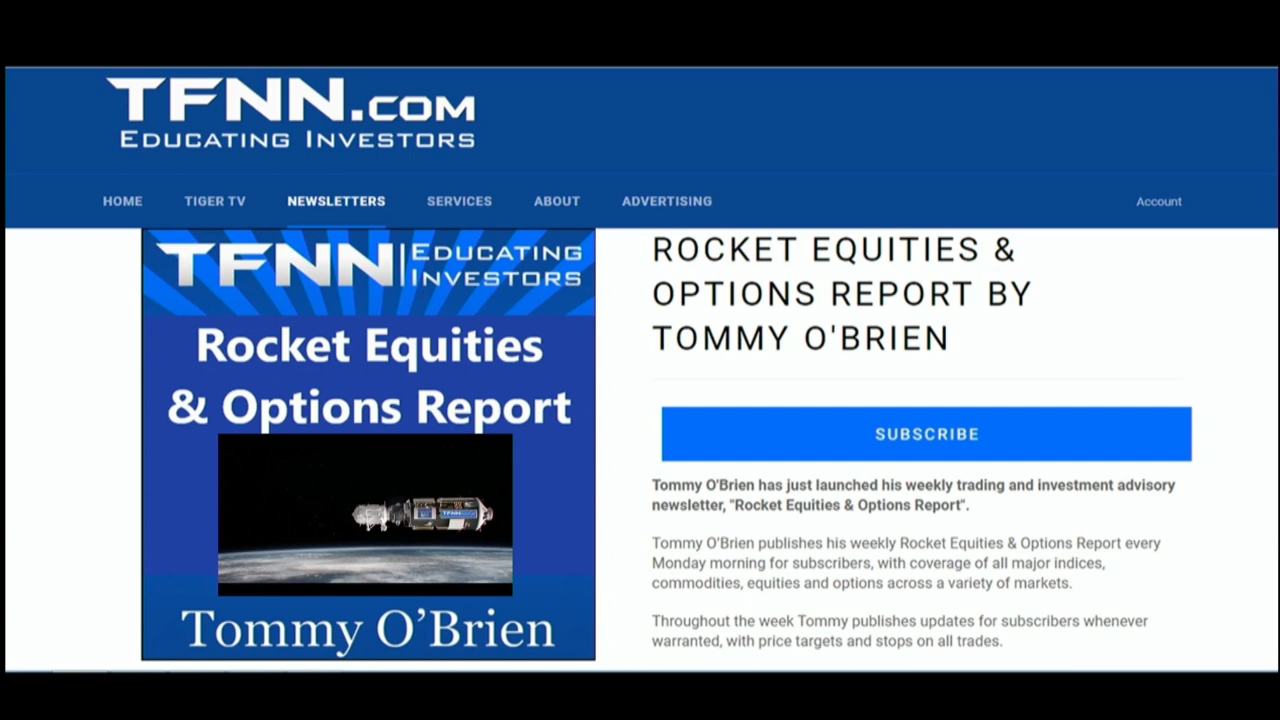 TFNN.COM
EDUCATING INVESTORS
HOME TIGER TV NEWSLETTERS SERVICES ABOUT ADVERTISING Account
TFNN EDUCATING
INVESTORS
Rocket Equities
& Options Report
TFNN
Tommy O’Brien
ROCKET EQUITIES &
OPTIONS REPORT BY
TOMMY O'BRIEN
SUBSCRIBE
Tommy O'Brien has just launched his weekly trading and investment advisory
newsletter, "Rocket Equities & Options Report".
Tommy O’Brien publishes his weekly Rocket Equities & Options Report every
Monday morning for subscribers, with coverage of all major indices,
commodities, equities and options across a variety of markets.
Throughout the week Tommy publishes updates for subscribers whenever
warranted, with price targets and stops on all trades.